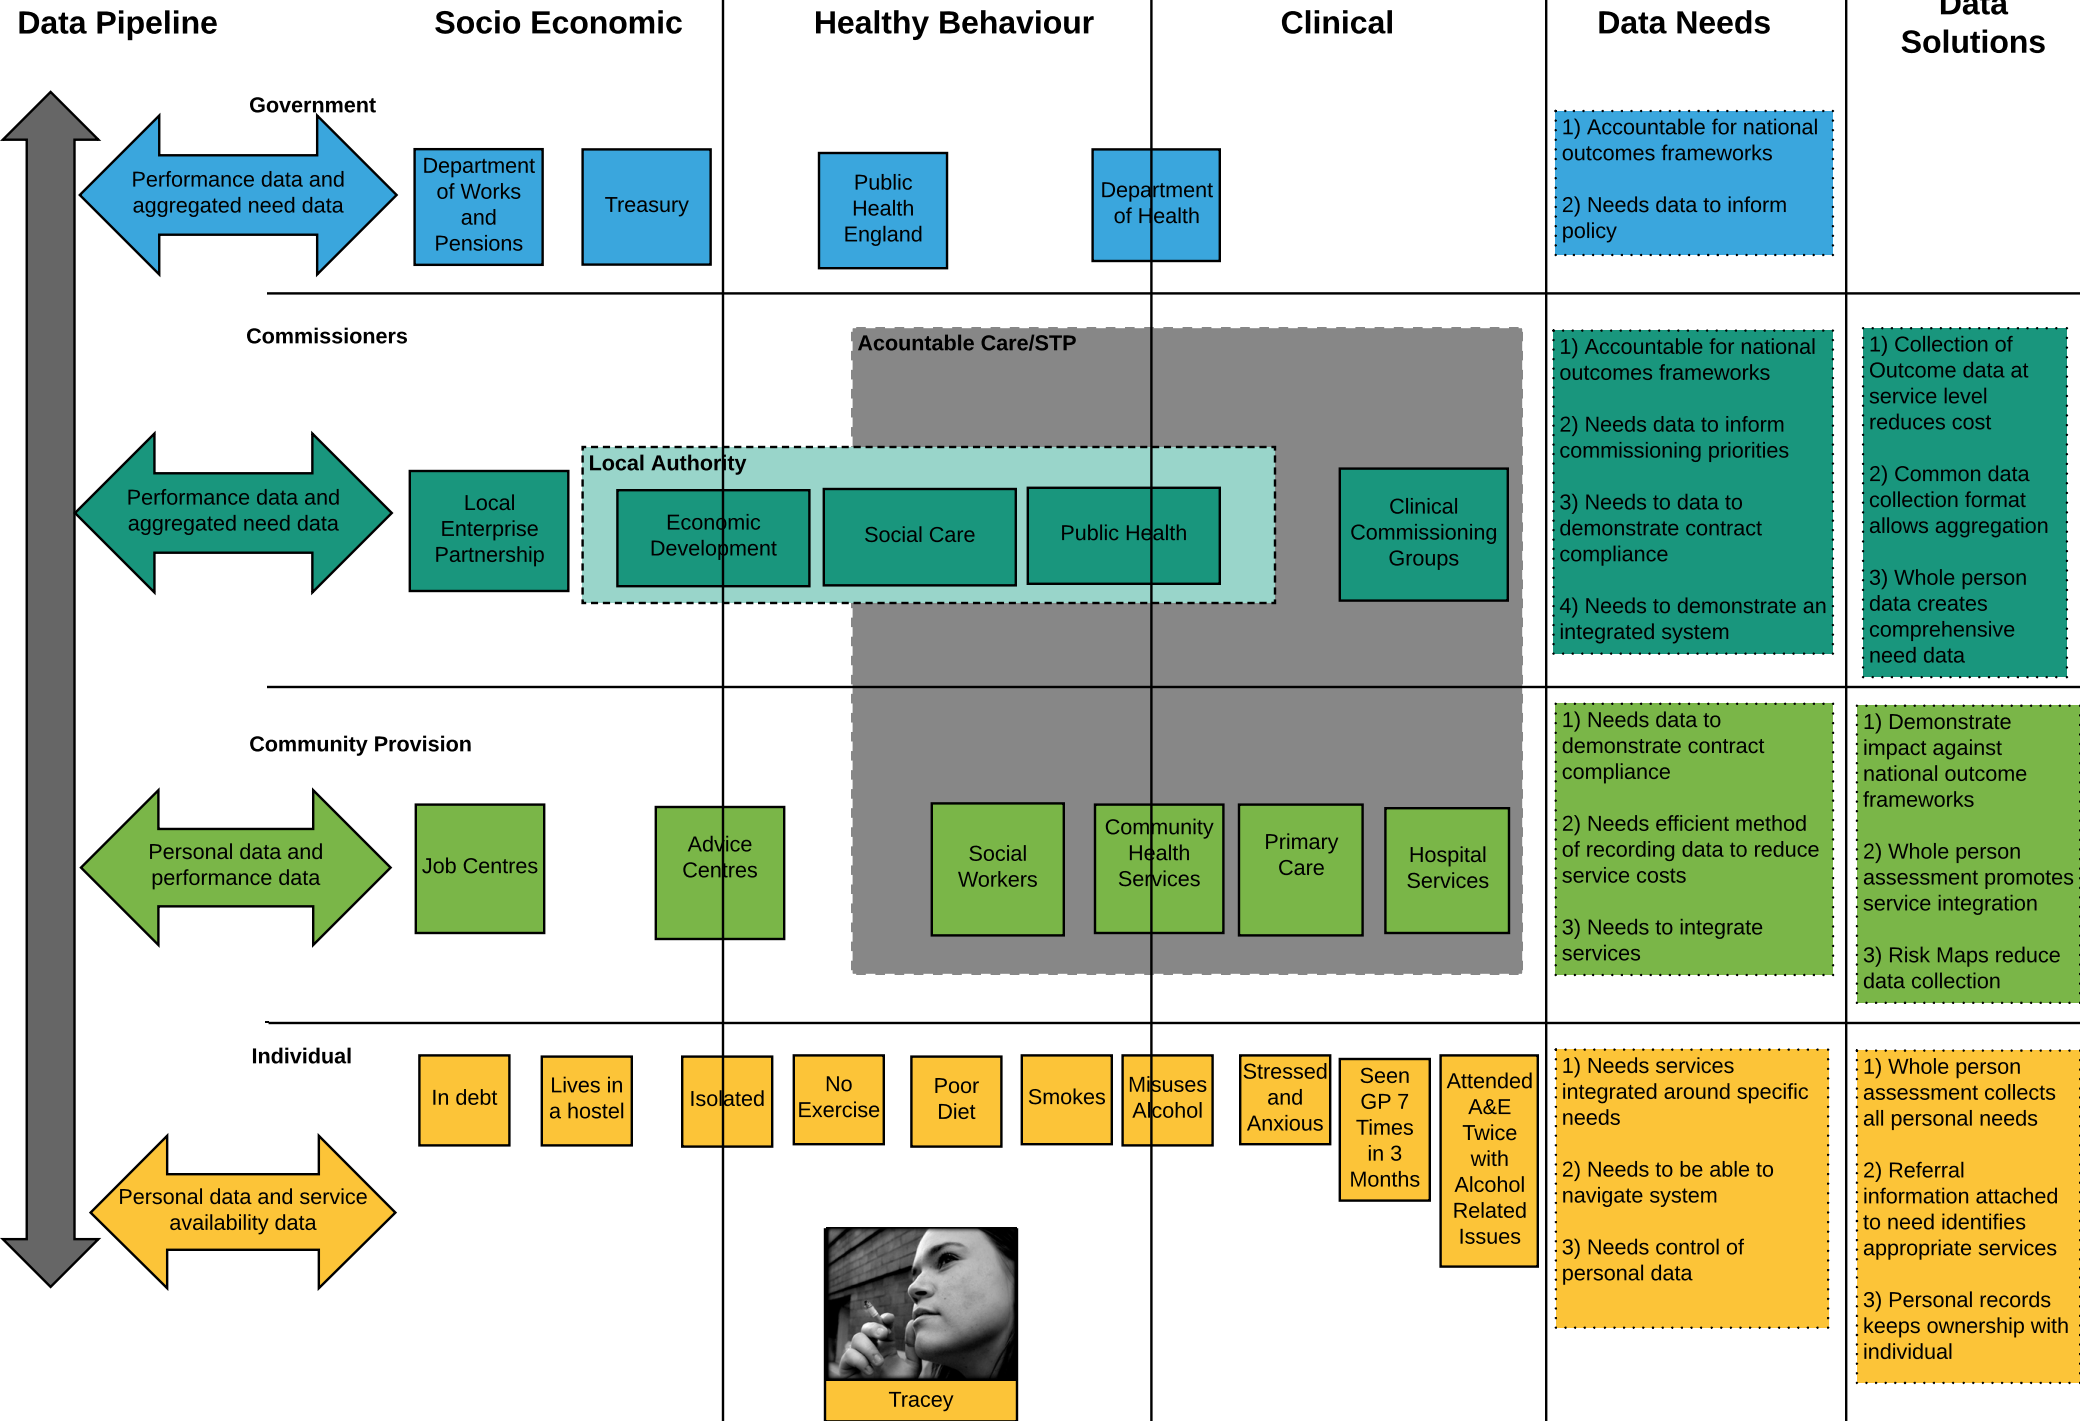 Data Pipeline
Socio Economic
Healthy Behaviour
Clinical
Data Needs
Data
Solutions
Government
Performance data and
aggregated need data
Department
of Works
and
Pensions
Treasury
Public
Health
England
Department
of Health
1) Accountable for national
outcomes frameworks
2) Needs data to inform
policy
Commissioners
Performance data and
aggregated need data
Acountable Care/STP
Local Authority
Local
Enterprise
Partnership
Economic
Development
Social Care
Public Health
Clinical
Commissioning
Groups
1) Accountable for national
outcomes frameworks
2) Needs data to inform
commissioning priorities
3) Needs to data to
demonstrate contract
compliance
4) Needs to demonstrate an
integrated system
1) Collection of
Outcome data at
service level
reduces cost
2) Common data
collection format
allows aggregation
3) Whole person
data creates
comprehensive
need data
Community Provision
Personal data and
performance data
Job Centres
Advice
Centres
Social
Workers
Community
Health
Services
Primary
Care
Hospital
Services
1) Needs data to
demonstrate contract
compliance
2) Needs efficient method
of recording data to reduce
service costs
3) Needs to integrate
services
1) Demonstrate
impact against
national outcome
frameworks
2) Whole person
assessment promotes
service integration
3) Risk Maps reduce
data collection
Individual
Personal data and service
availability data
In debt
Lives in
a hostel
Isolated
No
Exercise
Poor
Diet
Smokes
Misuses
Alcohol
Stressed
and
Anxious
Seen
GP 7
Times
in 3
Months
Attended
A&E
Twice
with
Alcohol
Related
Issues
Tracey
1) Needs services
integrated around specific
needs
2) Needs to be able to
navigate system
3) Needs control of
personal data
1) Whole person
assessment collects
all personal needs
2) Referral
information attached
to need identifies
appropriate services
3) Personal records
keeps ownership with
individual